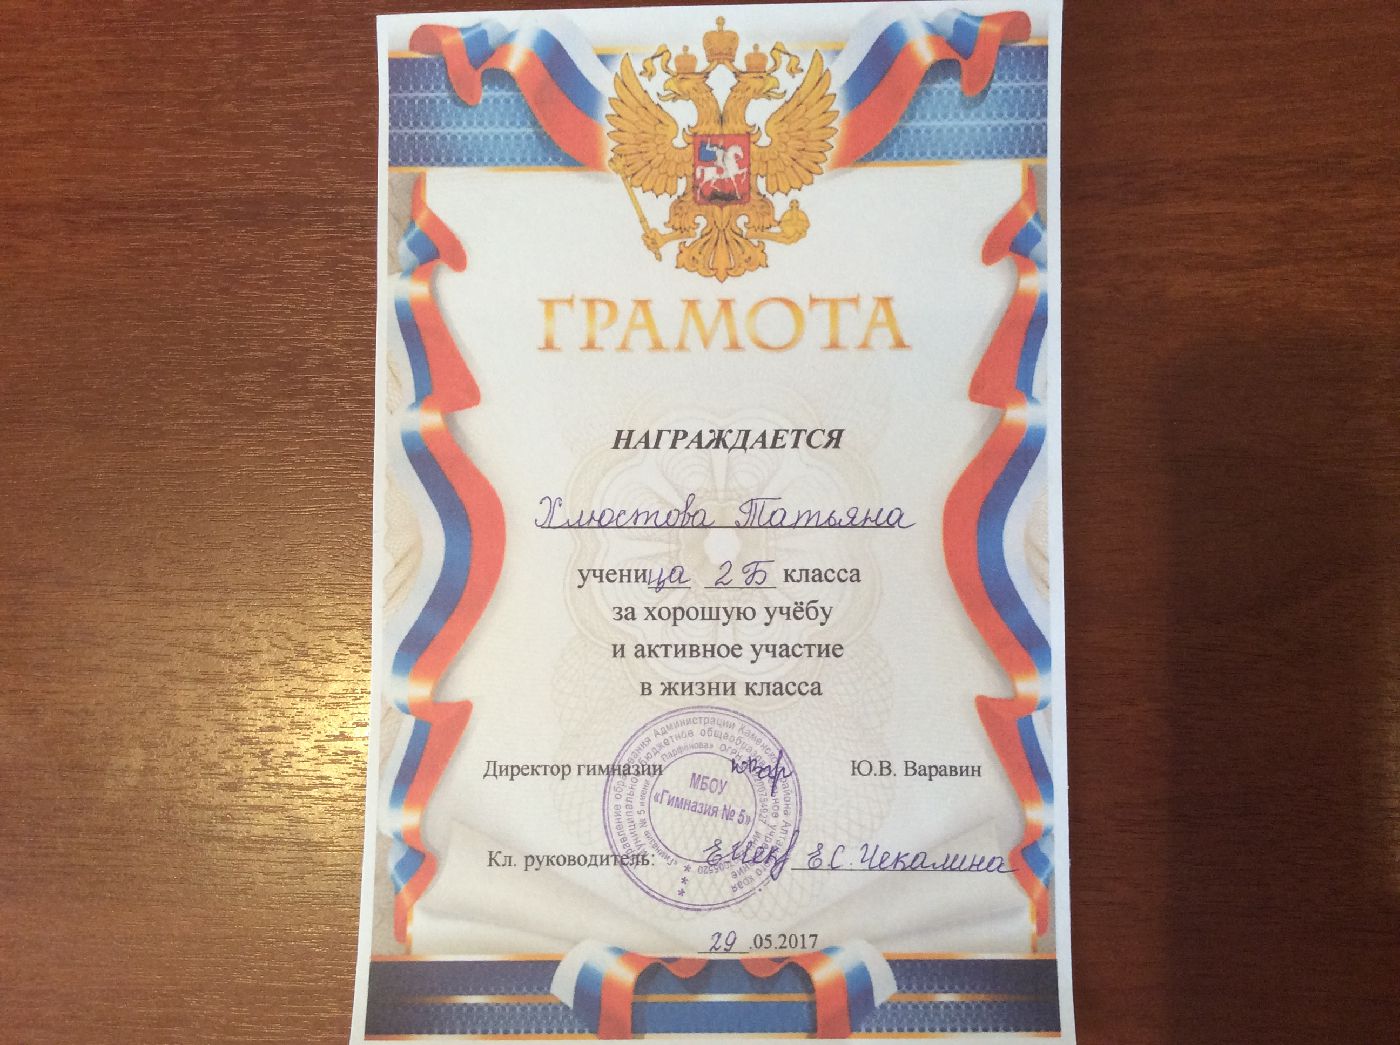 ГРАМОТА
НАГРАЖДАЕТСЯ
Хлюстова Татьяна
ученица 2Б класса
за хорошую учёбу
и активное участие
в жизни класса
Директор гимназии Ю.В. Варавин
МБОУ
«Гимназия № 5»
Кл. руководитель: Е.С. Чекалина
29.05.2017